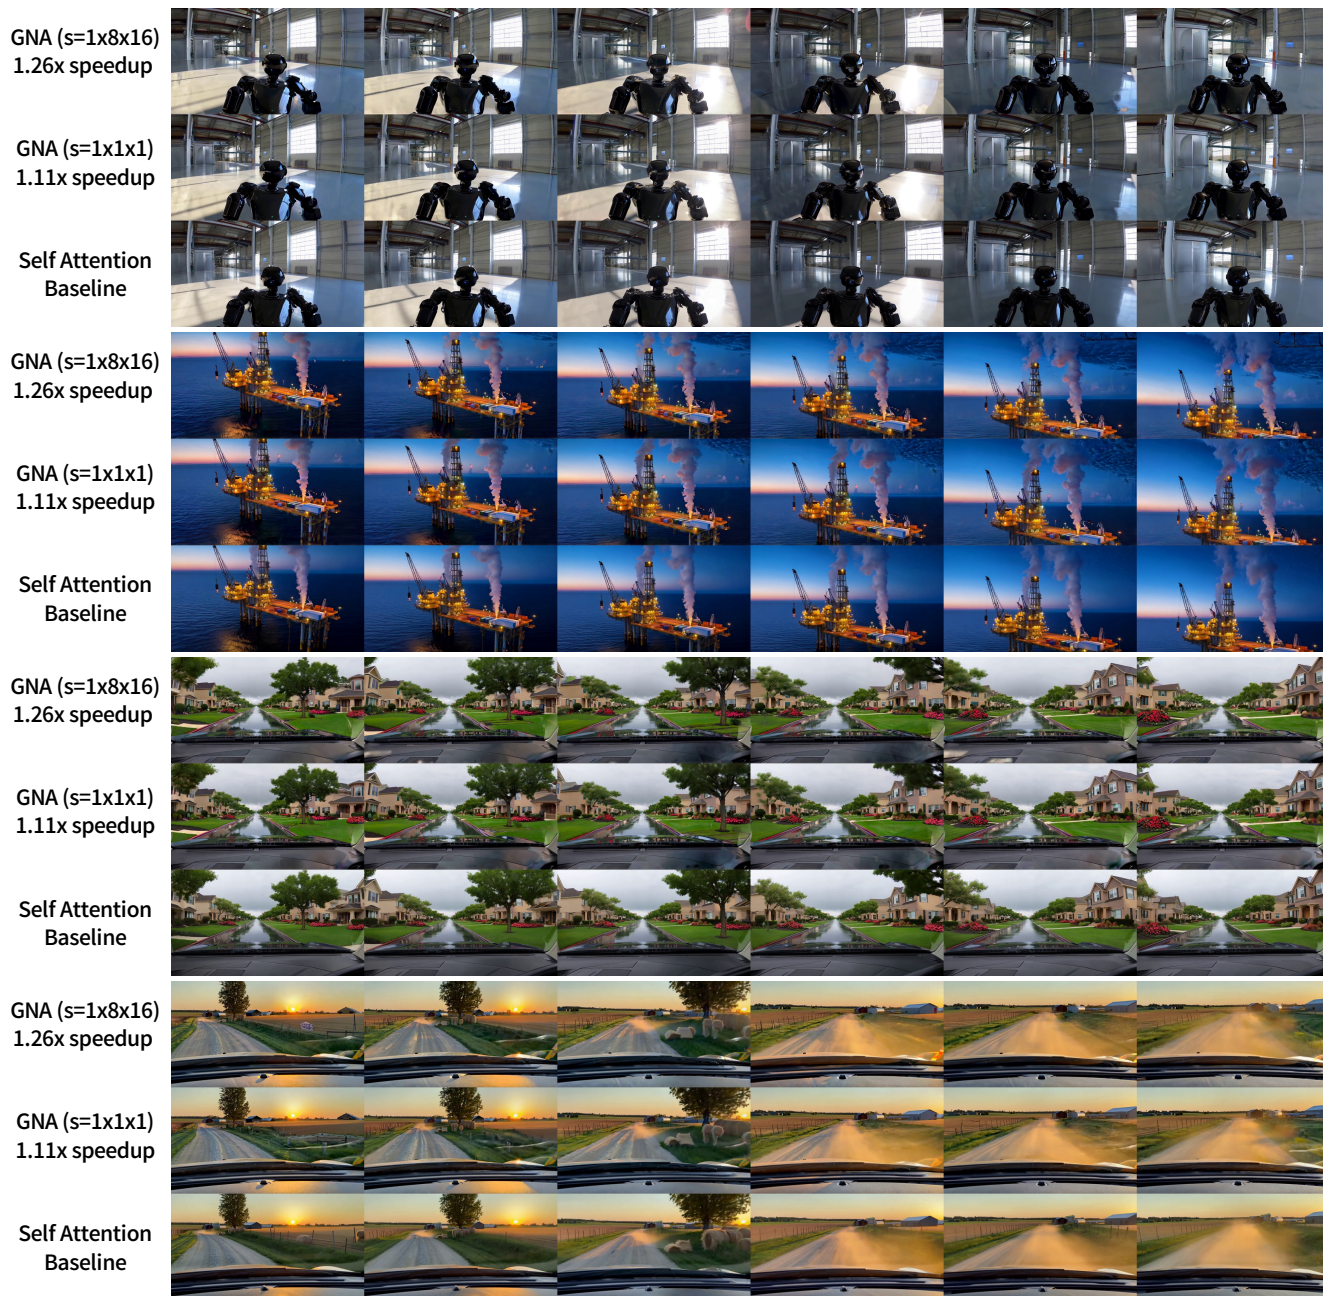 GNA (s=1x8x16)
1.26x speedup
GNA (s=1x1x1)
1.11x speedup
Self Attention
Baseline
GNA (s=1x8x16)
1.26x speedup
GNA (s=1x1x1)
1.11x speedup
Self Attention
Baseline
GNA (s=1x8x16)
1.26x speedup
GNA (s=1x1x1)
1.11x speedup
Self Attention
Baseline
GNA (s=1x8x16)
1.26x speedup
GNA (s=1x1x1)
1.11x speedup
Self Attention
Baseline